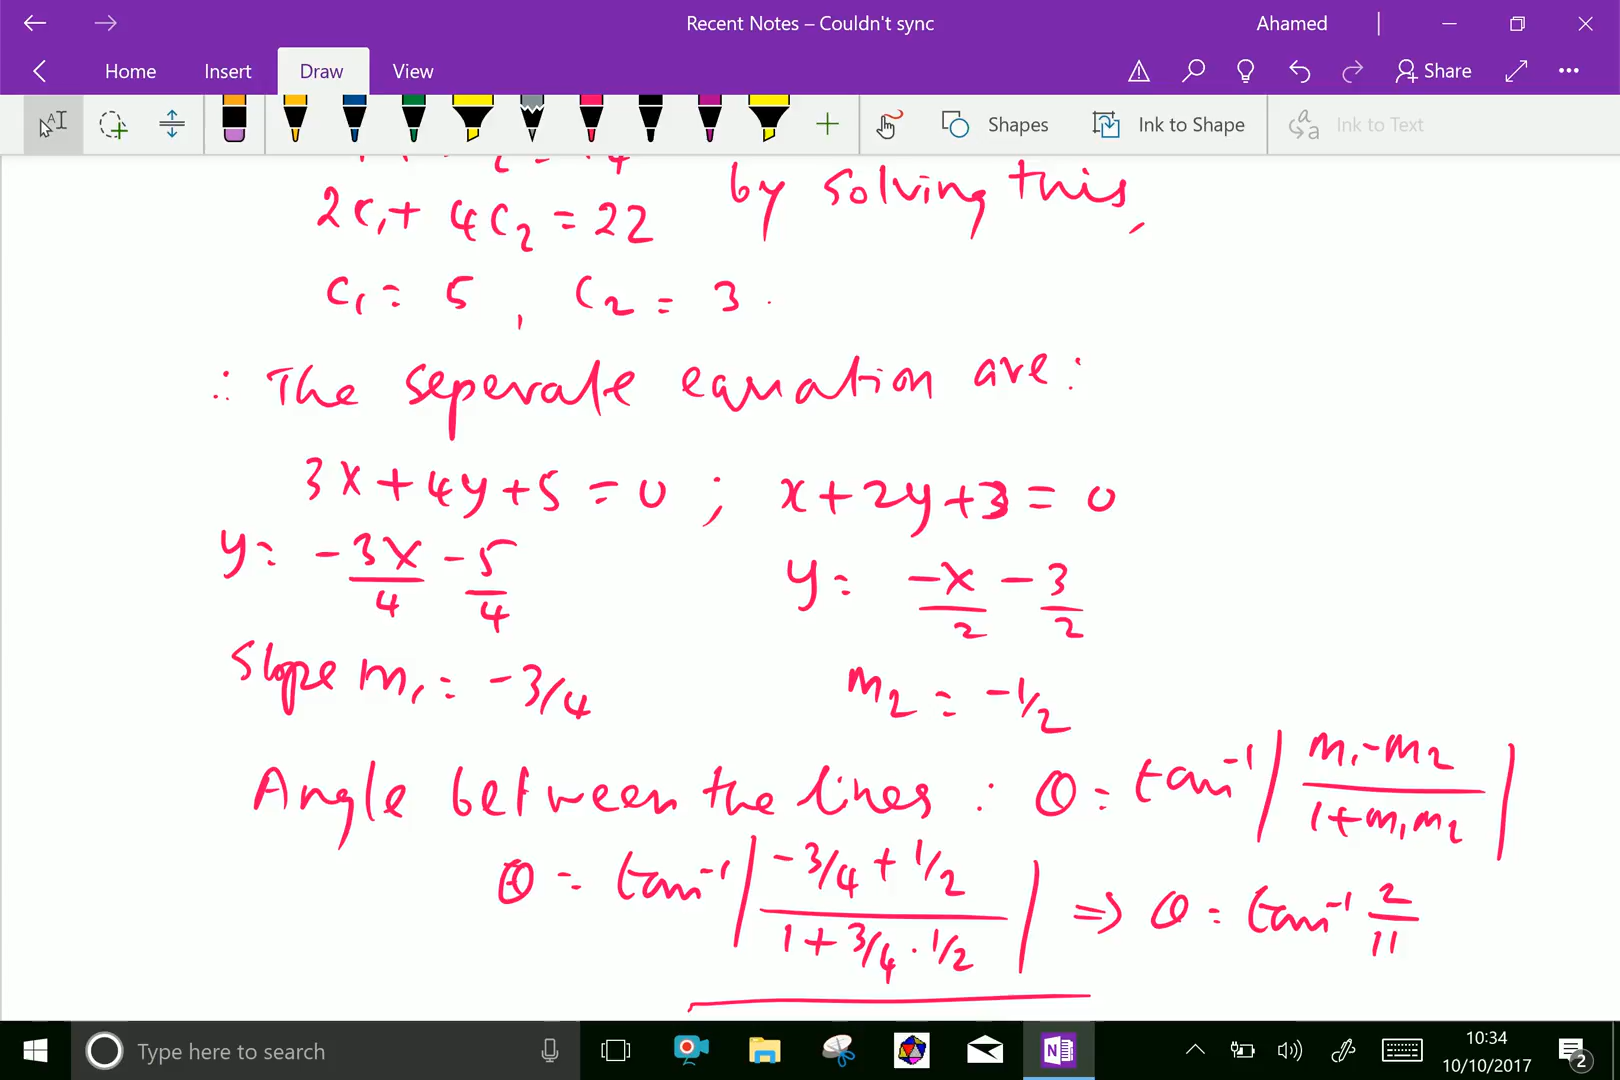 Recent Notes – Couldn't sync
Ahamed
Home Insert Draw View
Share
Shapes Ink to Shape Ink to Text
2c₁ + 4c₂ = 22 by solving this,
c₁ = 5 , c₂ = 3 .
∴ The seperate equation are :
3x + 4y + 5 = 0 ; x + 2y + 3 = 0
y = -3x/4 - 5/4 y = -x/2 - 3/2
Slope m₁ = -3/4 m₂ = -1/2
Angle between the lines : θ = tan⁻¹ | (m₁ - m₂)/(1 + m₁m₂) |
θ = tan⁻¹ | (-3/4 + 1/2)/(1 + 3/4 . 1/2) | ⇒ θ = tan⁻¹ 2/11
Type here to search
10:34
10/10/2017
2